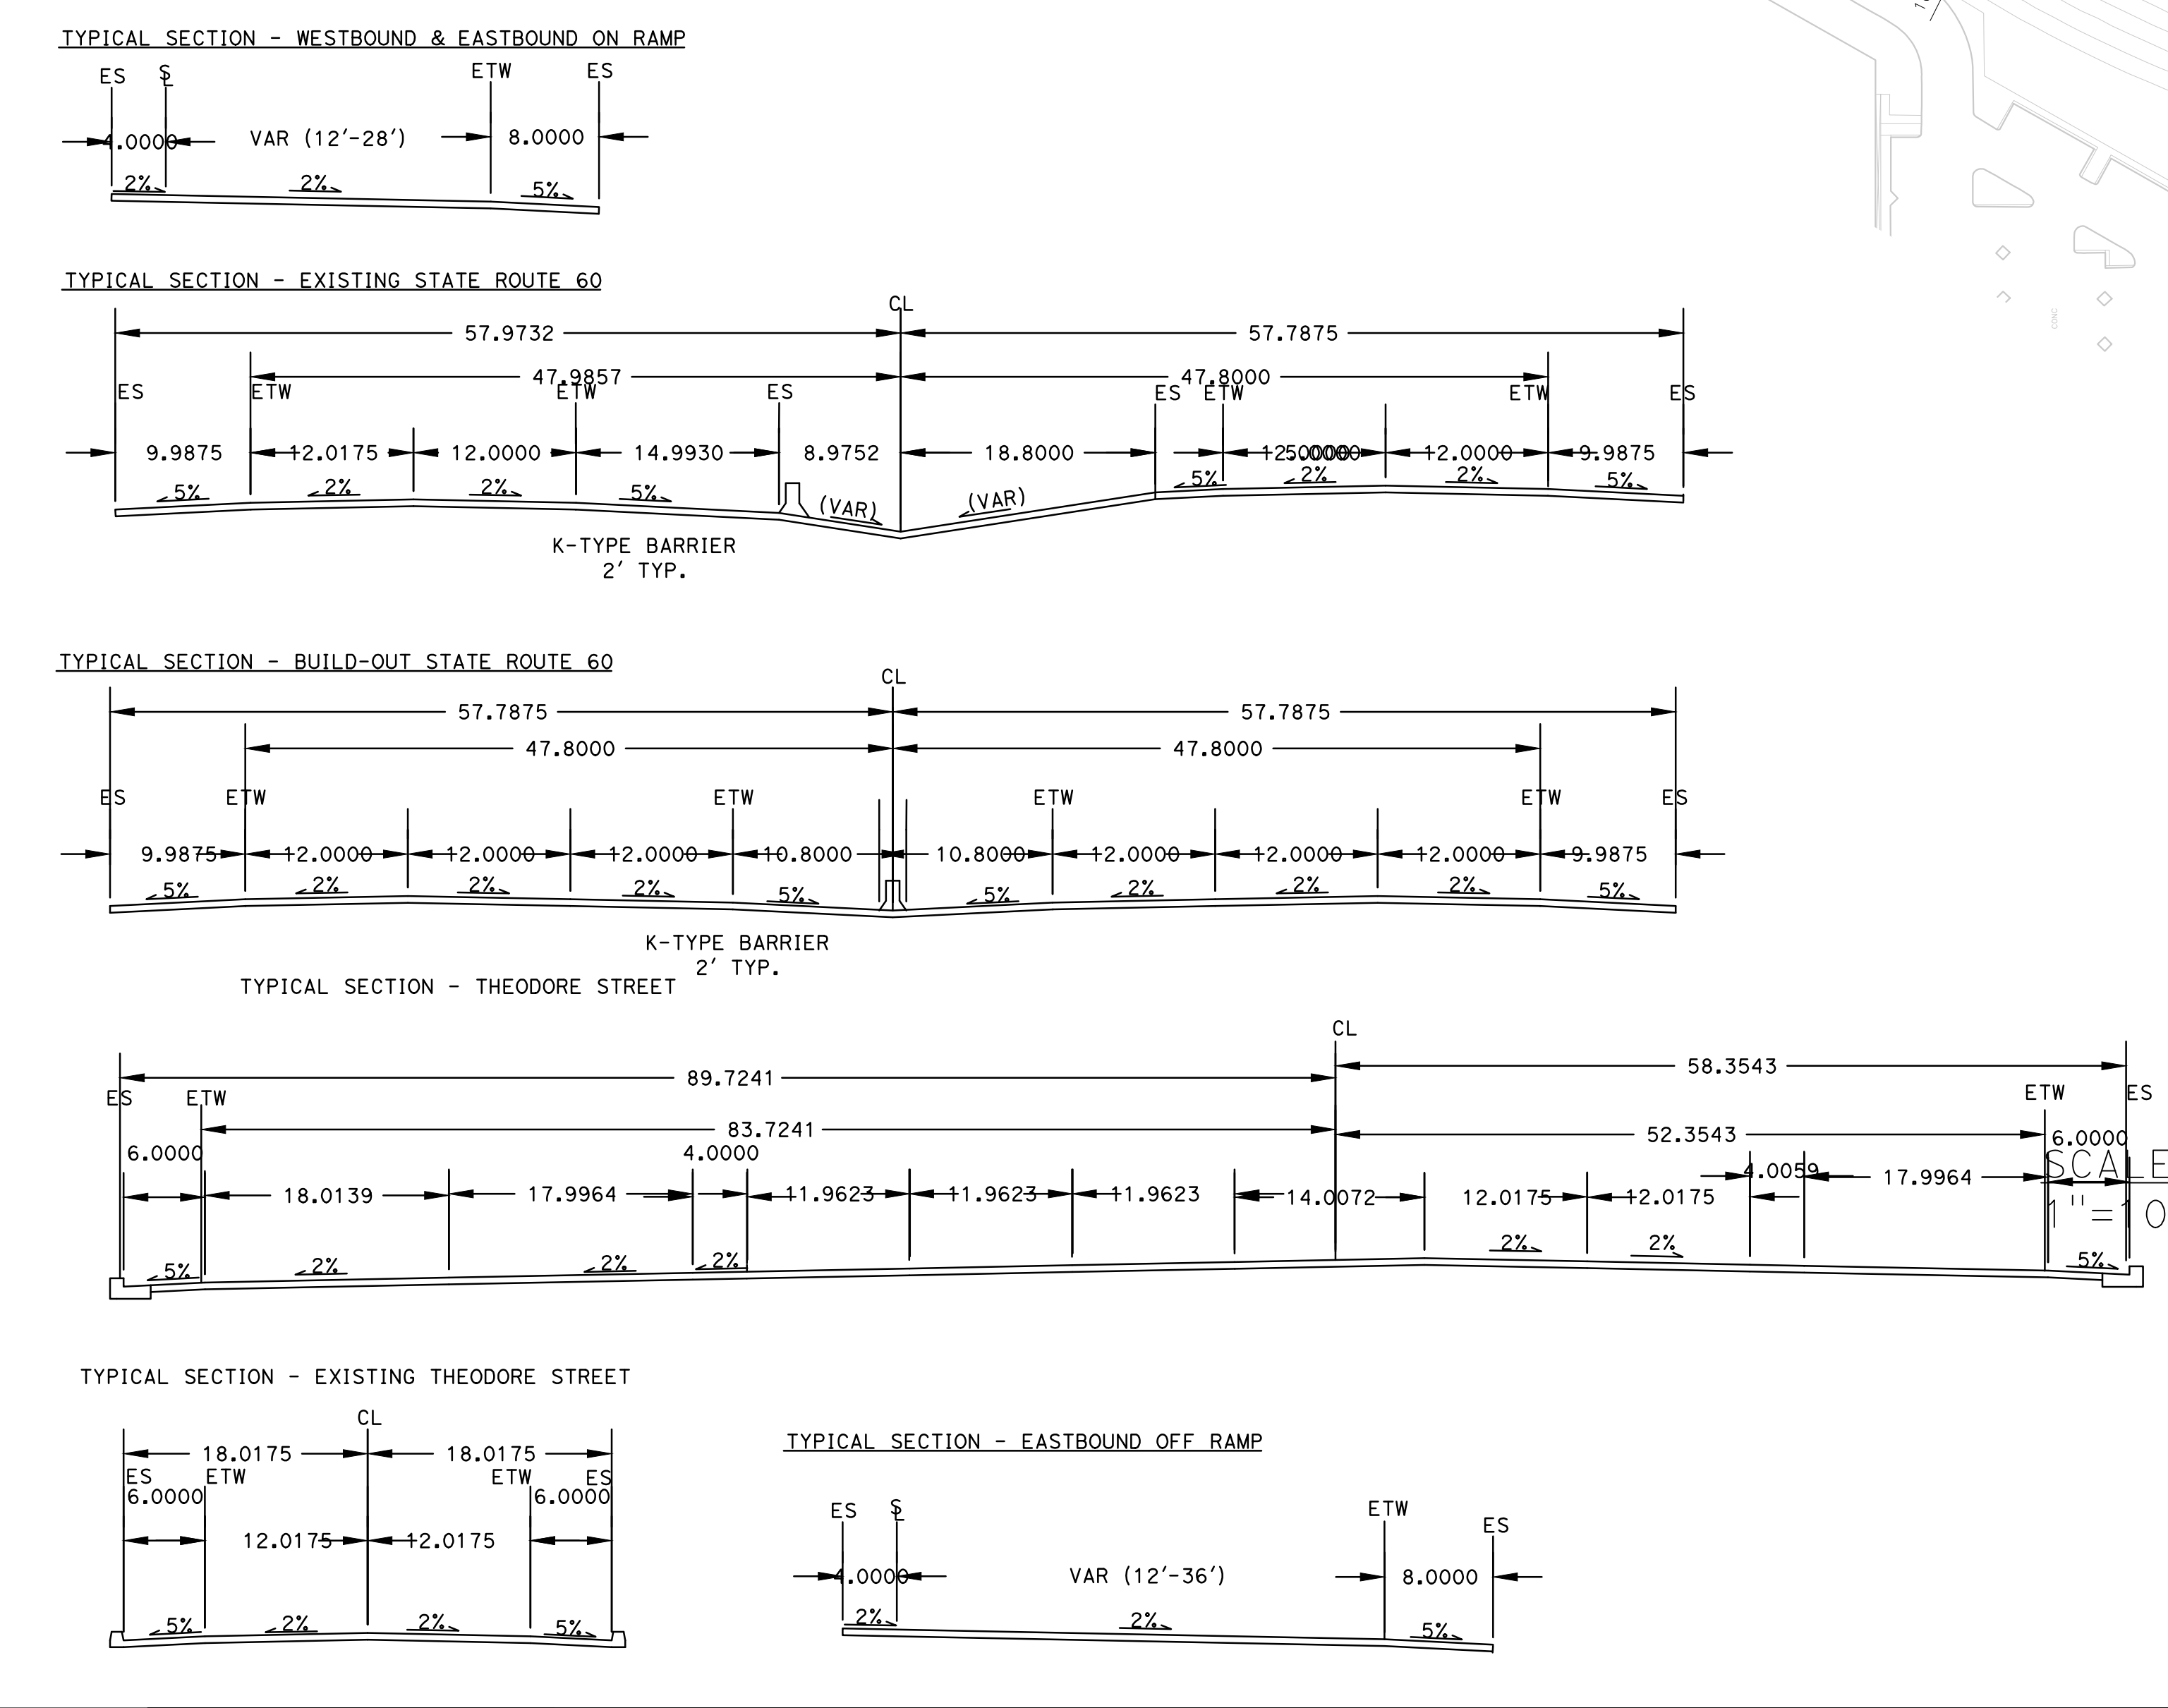 TYPICAL SECTION - WESTBOUND & EASTBOUND ON RAMP
ES SL ETW ES
4.0000 VAR (12'-28') 8.0000
2% 2% 5%
TYPICAL SECTION - EXISTING STATE ROUTE 60
CL
57.9732 57.7875
47.9857 47.8000
ES ETW ETW ES ES ETW ETW ES
9.9875 12.0175 12.0000 14.9930 8.9752 18.8000 5.0000 12.0000 12.0000 9.9875
5% 2% 2% 5% (VAR) (VAR) 5% 2% 2% 5%
K-TYPE BARRIER
2' TYP.
TYPICAL SECTION - BUILD-OUT STATE ROUTE 60
CL
57.7875 57.7875
47.8000 47.8000
ES ETW ETW ETW ETW ES
9.9875 12.0000 12.0000 12.0000 10.8000 10.8000 12.0000 12.0000 12.0000 9.9875
5% 2% 2% 2% 5% 5% 2% 2% 2% 5%
K-TYPE BARRIER
2' TYP.
TYPICAL SECTION - THEODORE STREET
CL
89.7241 58.3543
ES ETW ETW ES
83.7241 52.3543
6.0000 4.0000 6.0000
18.0139 17.9964 11.9623 11.9623 11.9623 14.0072 12.0175 12.0175 4.0059 17.9964
5% 2% 2% 2% 2% 2% 5%
SCALE
1"=10
TYPICAL SECTION - EXISTING THEODORE STREET
CL
18.0175 18.0175
ES ETW ETW ES
6.0000 6.0000
12.0175 12.0175
5% 2% 2% 5%
TYPICAL SECTION - EASTBOUND OFF RAMP
ES SL ETW ES
4.0000 VAR (12'-36') 8.0000
2% 2% 5%
CONC